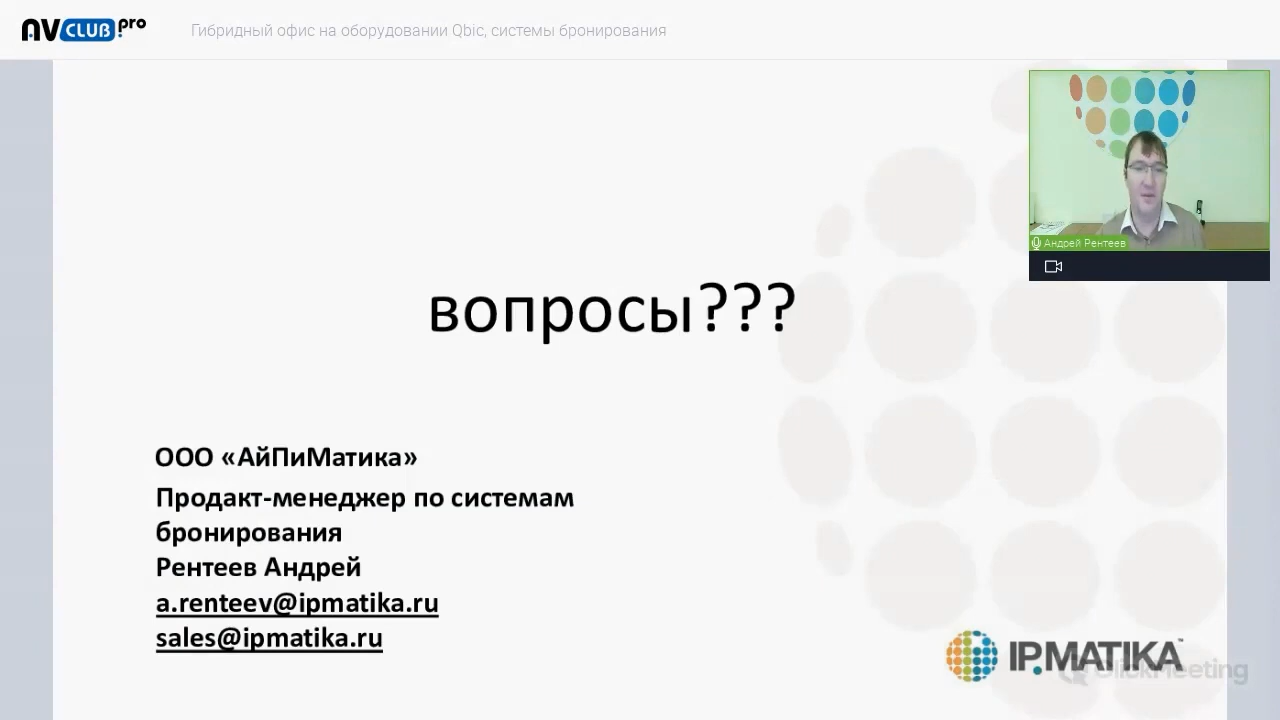 AVCLUB.pro
Гибридный офис на оборудовании Qbic, системы бронирования
Андрей Рентеев
вопросы???
ООО «АйПиМатика»
Продакт-менеджер по системам
бронирования
Рентеев Андрей
a.renteev@ipmatika.ru
sales@ipmatika.ru
IP.MATIKA™
ClickMeeting